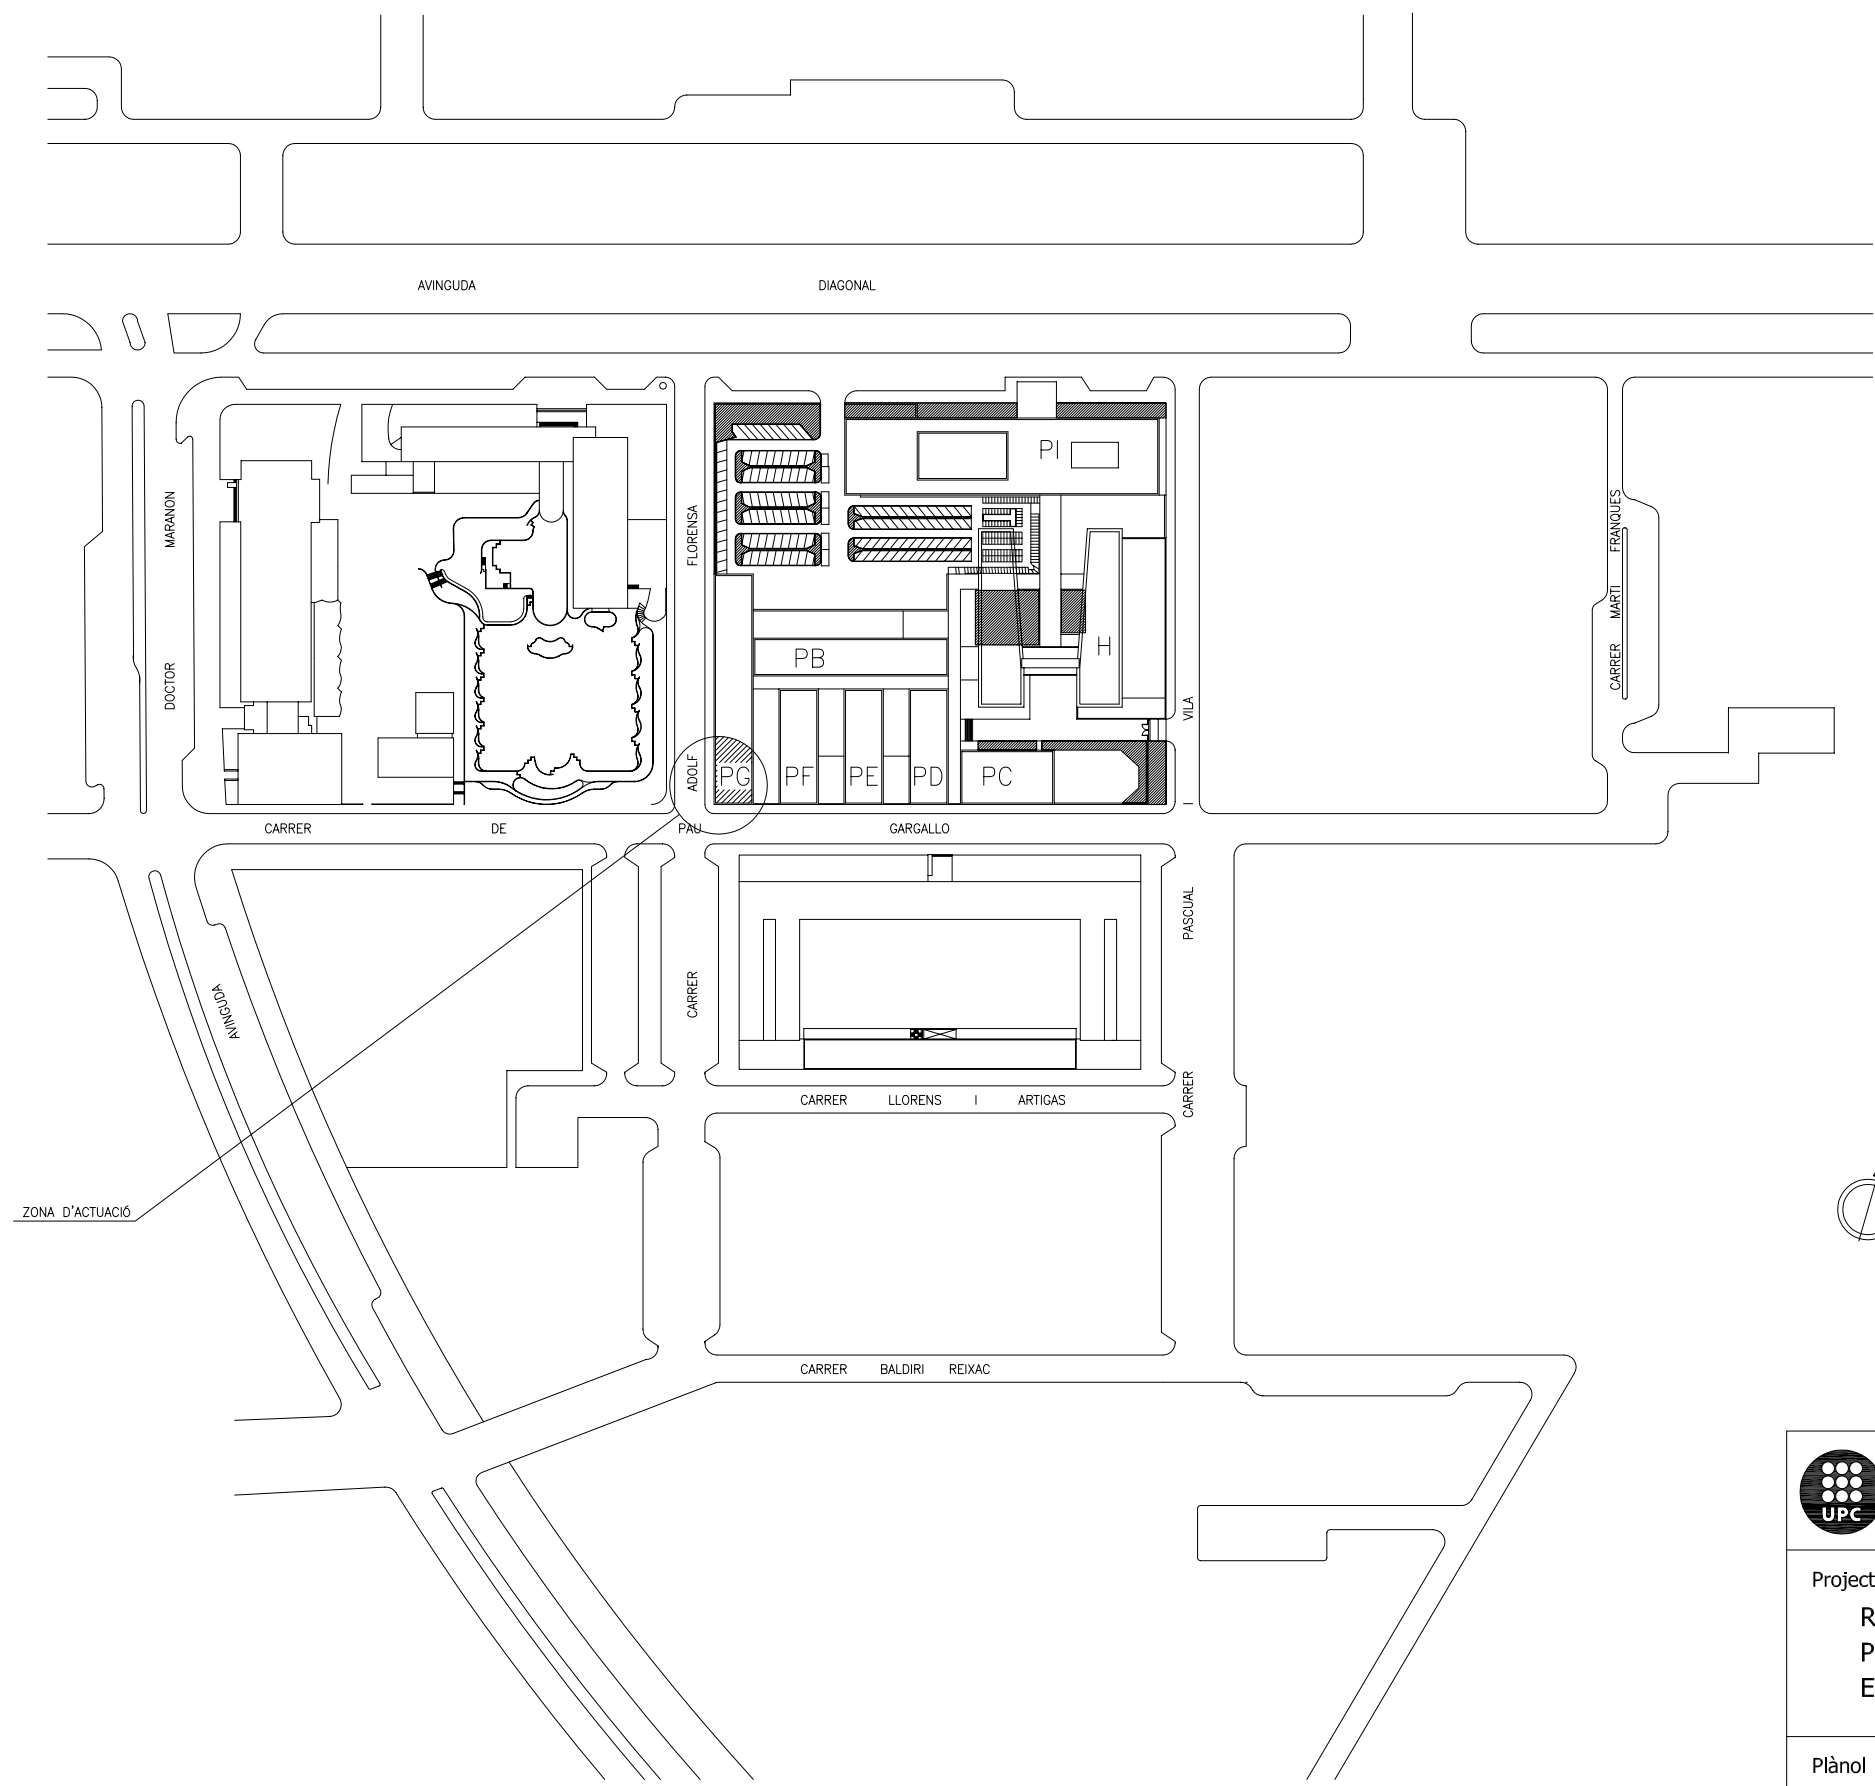 AVINGUDA DIAGONAL
DOCTOR MARANON
AVINGUDA
FLORENSA
ADOLF
CARRER
PI
H
PB
PG
PF
PE
PD
PC
CARRER MARTI FRANQUES
CARRER DE PAU GARGALLO
CARRER PASCUAL I VILA
CARRER LLORENS I ARTIGAS
ZONA D'ACTUACIÓ
CARRER BALDIRI REIXAC
UPC
Project
R
P
E
Plànol